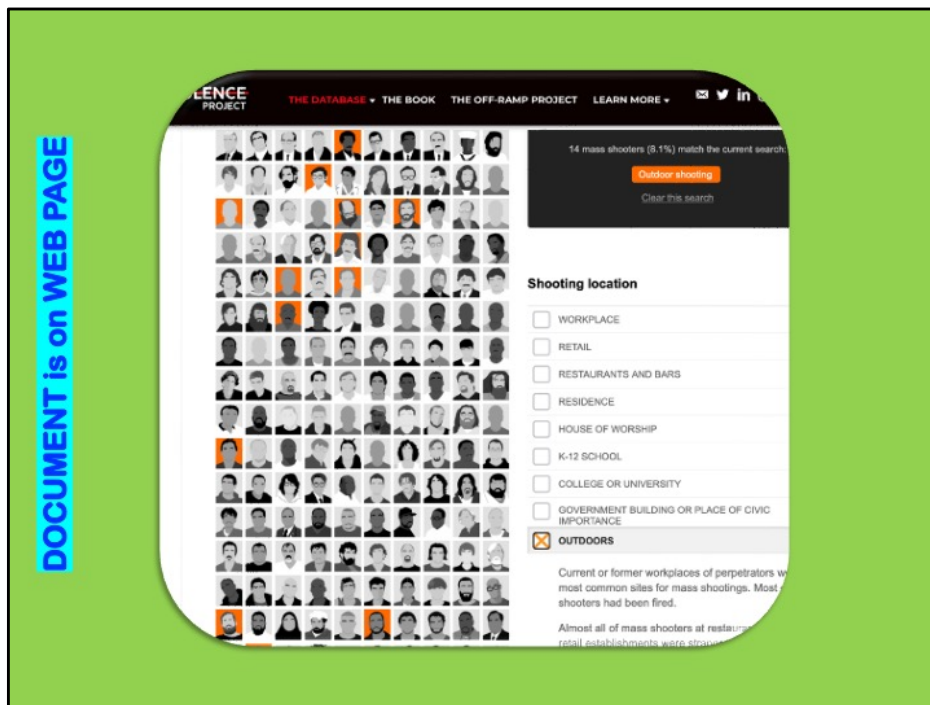 DOCUMENT is on WEB PAGE
PROJECT
THE DATABASE
THE BOOK
THE OFF-RAMP PROJECT
LEARN MORE
in
14 mass shooters (8.1%) match the current search:
Outdoor shooting
Clear this search
Shooting location
WORKPLACE
RETAIL
RESTAURANTS AND BARS
RESIDENCE
HOUSE OF WORSHIP
K-12 SCHOOL
COLLEGE OR UNIVERSITY
GOVERNMENT BUILDING OR PLACE OF CIVIC
IMPORTANCE
OUTDOORS
Current or former workplaces of perpetrators
most common sites for mass shootings. Most
shooters had been fired.
Almost all of mass shooters at
retail establishments were